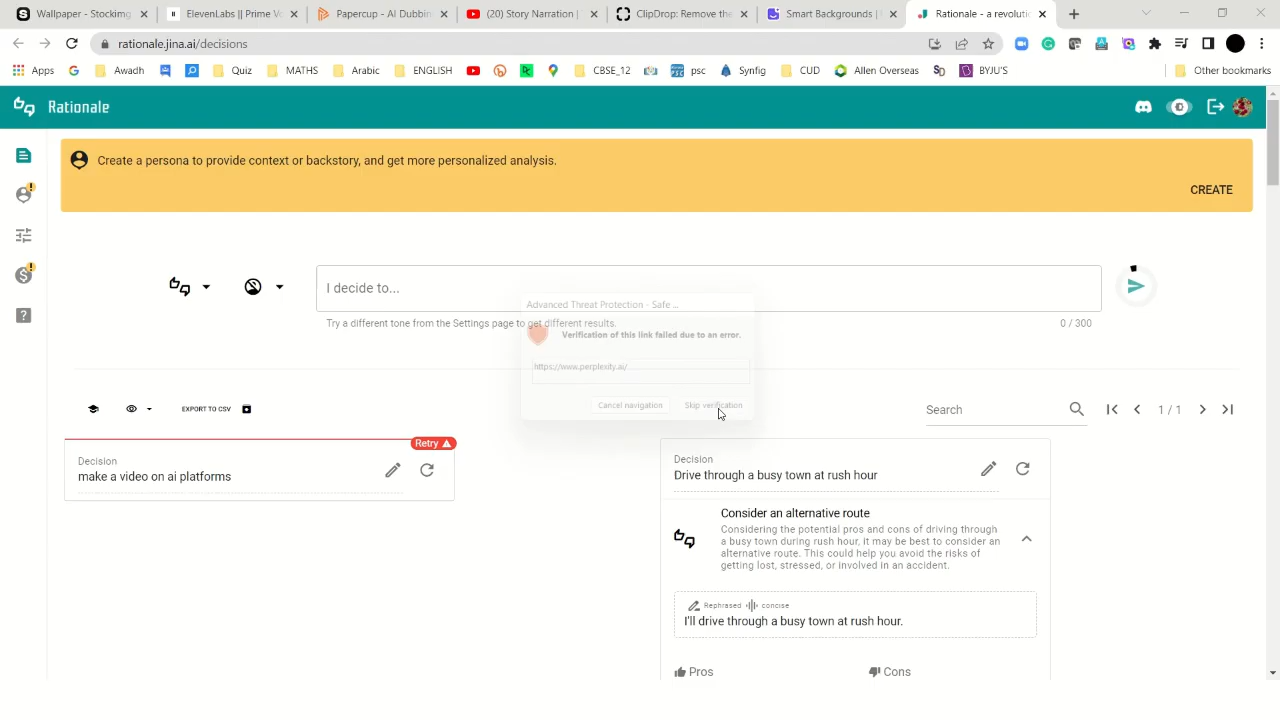 Wallpaper - Stocking
ElevenLabs || Prime V
Papercup - AI Dubbin
(20) Story Narration |
ClipDrop: Remove the
Smart Backgrounds |
Rationale - a revoluti
rationale.jina.ai/decisions
Apps
Awadh
Quiz
MATHS
Arabic
ENGLISH
CBSE_12
psc
Synfig
CUD
Allen Overseas
BYJU'S
Other bookmarks
Rationale
Create a persona to provide context or backstory, and get more personalized analysis.
CREATE
I decide to...
Try a different tone from the Settings page to get different results.
0 / 300
Advanced Threat Protection - Safe ...
Verification of this link failed due to an error.
https://www.perplexity.ai/
Cancel navigation
Skip verification
EXPORT TO CSV
Search
1 / 1
Retry
Decision
make a video on ai platforms
Decision
Drive through a busy town at rush hour
Consider an alternative route
Considering the potential pros and cons of driving through
a busy town during rush hour, it may be best to consider an
alternative route. This could help you avoid the risks of
getting lost, stressed, or involved in an accident.
Rephrased concise
I'll drive through a busy town at rush hour.
Pros
Cons